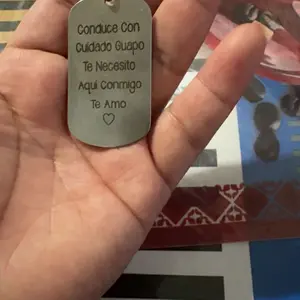 Conduce Con
Cuidado Guapo
Te Necesito
Aqui Conmigo
Te Amo